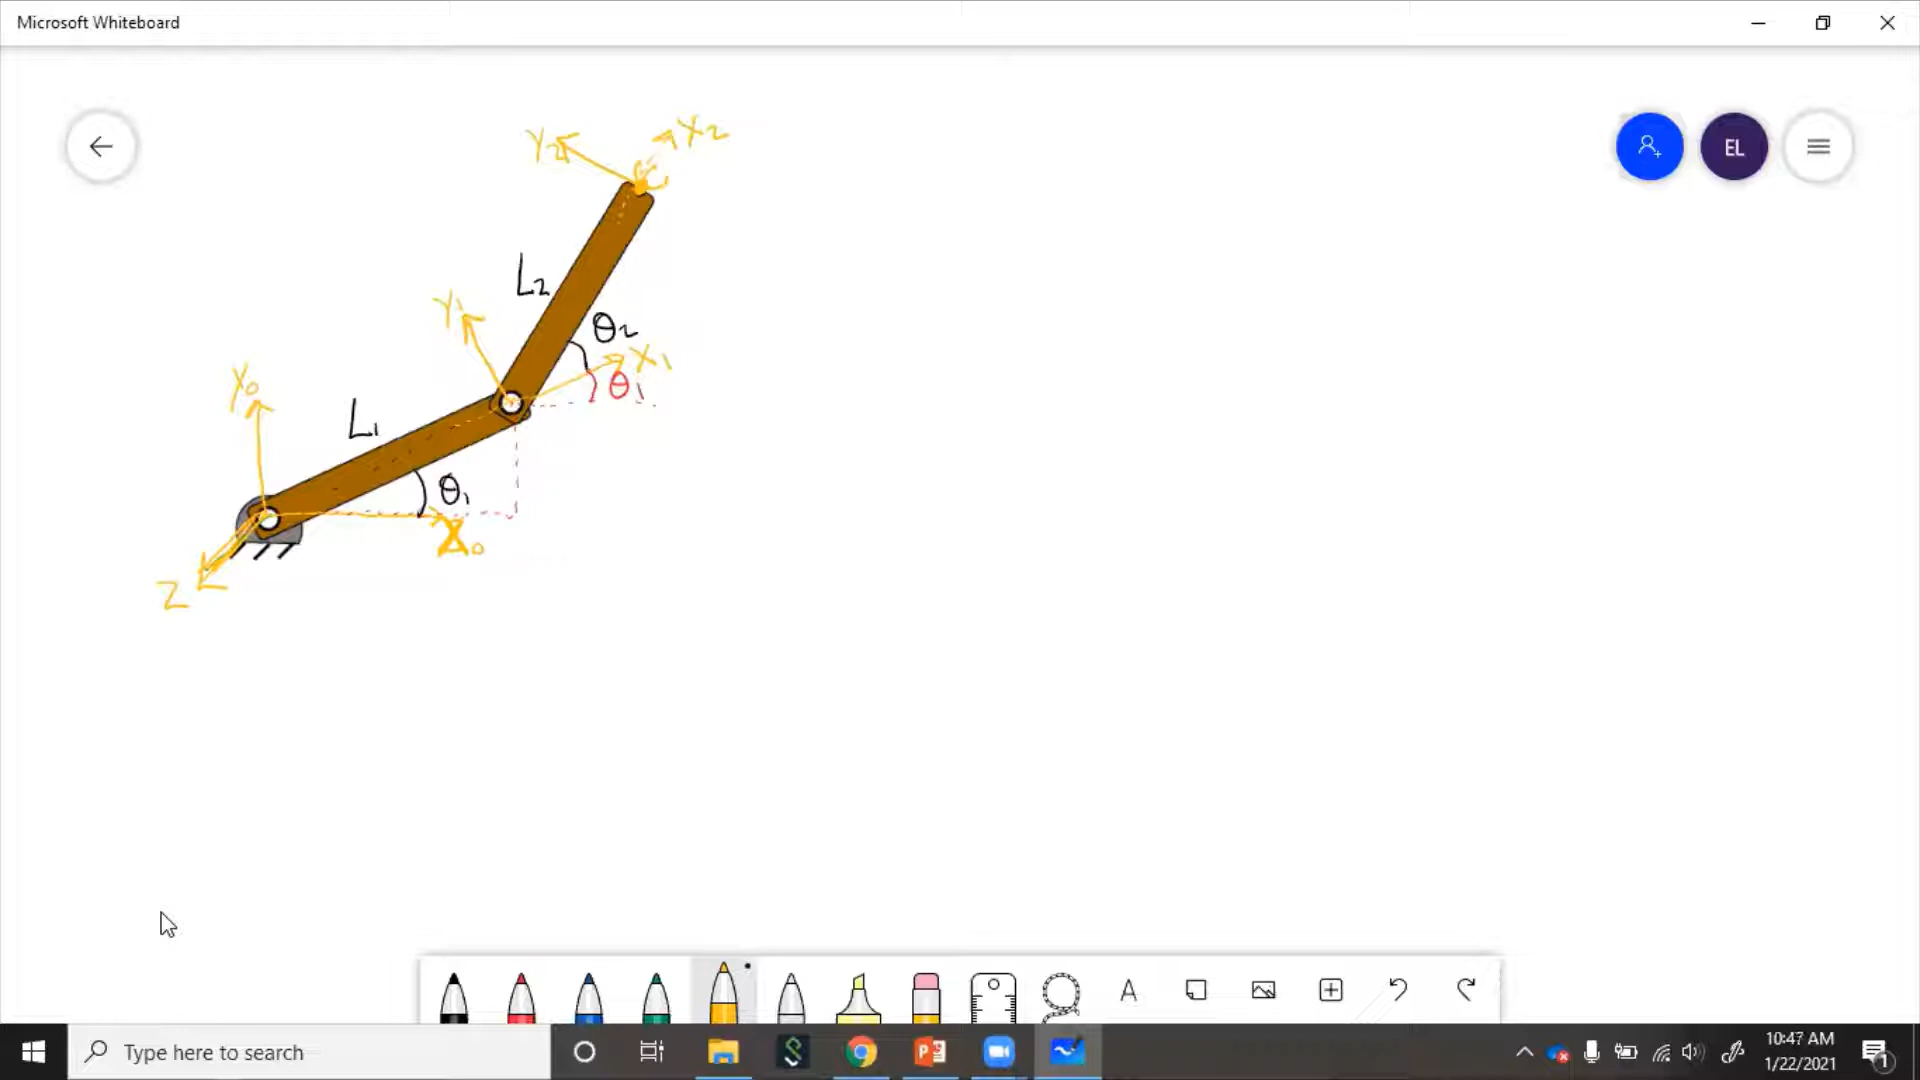 Microsoft Whiteboard
EL
Y2
X2
L2
θ2
Y1
X1
θ1
Y0
L1
θ1
X0
Z
A
Type here to search
10:47 AM
1/22/2021
1